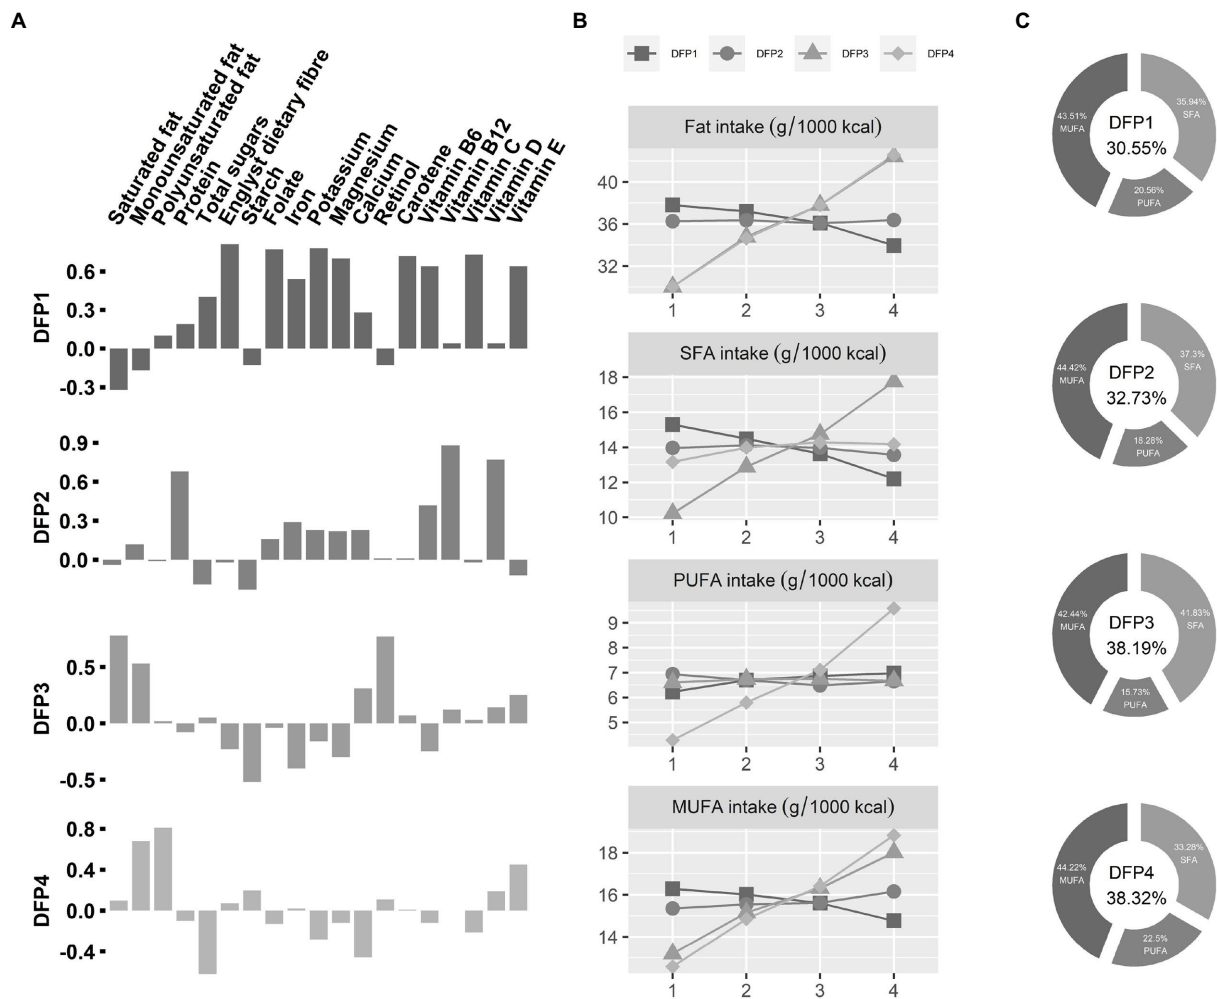 A
Saturated fat
Monounsaturated fat
Polyunsaturated fat
Protein
Total sugars
Englyst dietary fibre
Starch
Folate
Iron
Potassium
Magnesium
Calcium
Retinol
Carotene
Vitamin B6
Vitamin B12
Vitamin C
Vitamin D
Vitamin E
DFP1
0.6
0.3
0.0
-0.3
DFP2
0.9
0.6
0.3
0.0
DFP3
0.5
0.0
-0.5
DFP4
0.8
0.4
0.0
-0.4
B
DFP1 DFP2 DFP3 DFP4
Fat intake (g/1000 kcal)
40
36
32
1 2 3 4
SFA intake (g/1000 kcal)
18
16
14
12
10
1 2 3 4
PUFA intake (g/1000 kcal)
9
8
7
6
5
1 2 3 4
MUFA intake (g/1000 kcal)
18
16
14
1 2 3 4
C
35.94%
SFA
43.51%
MUFA
DFP1
30.55%
20.56%
PUFA
37.3%
SFA
44.42%
MUFA
DFP2
32.73%
18.28%
PUFA
41.83%
SFA
42.44%
MUFA
DFP3
38.19%
15.73%
PUFA
33.28%
SFA
44.22%
MUFA
DFP4
38.32%
22.5%
PUFA